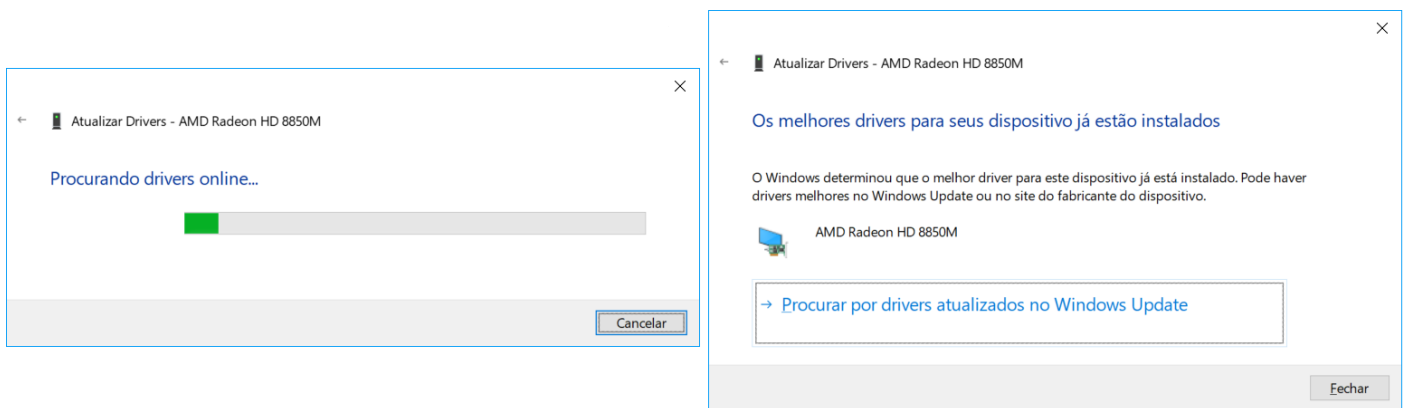 Atualizar Drivers - AMD Radeon HD 8850M
Procurando drivers online...
Cancelar
Atualizar Drivers - AMD Radeon HD 8850M
Os melhores drivers para seus dispositivo já estão instalados
O Windows determinou que o melhor driver para este dispositivo já está instalado. Pode haver
drivers melhores no Windows Update ou no site do fabricante do dispositivo.
AMD Radeon HD 8850M
Procurar por drivers atualizados no Windows Update
Fechar